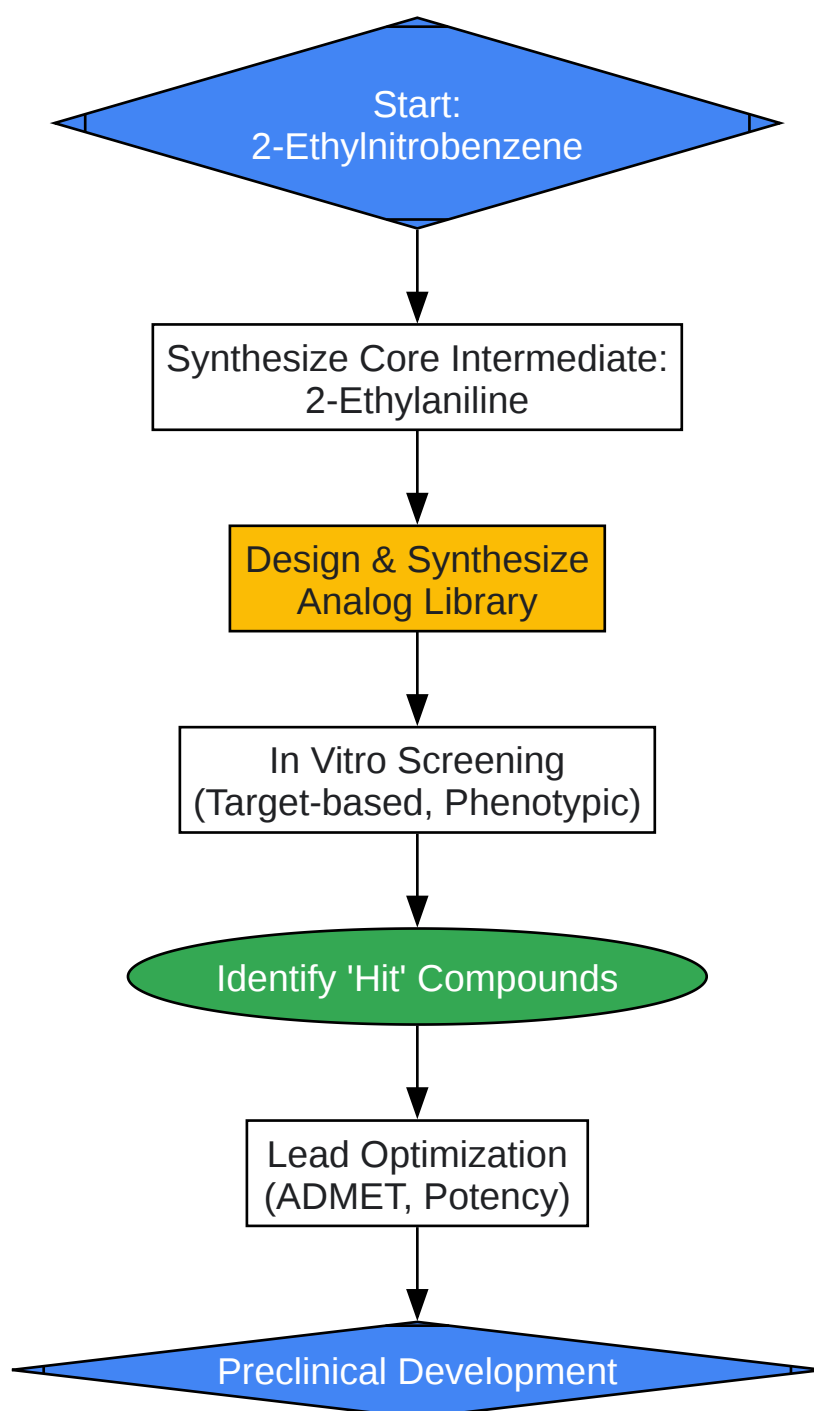 Start:
2-Ethylnitrobenzene
Synthesize Core Intermediate:
2-Ethylaniline
Design & Synthesize
Analog Library
In Vitro Screening
(Target-based, Phenotypic)
Identify 'Hit' Compounds
Lead Optimization
(ADMET, Potency)
Preclinical Development